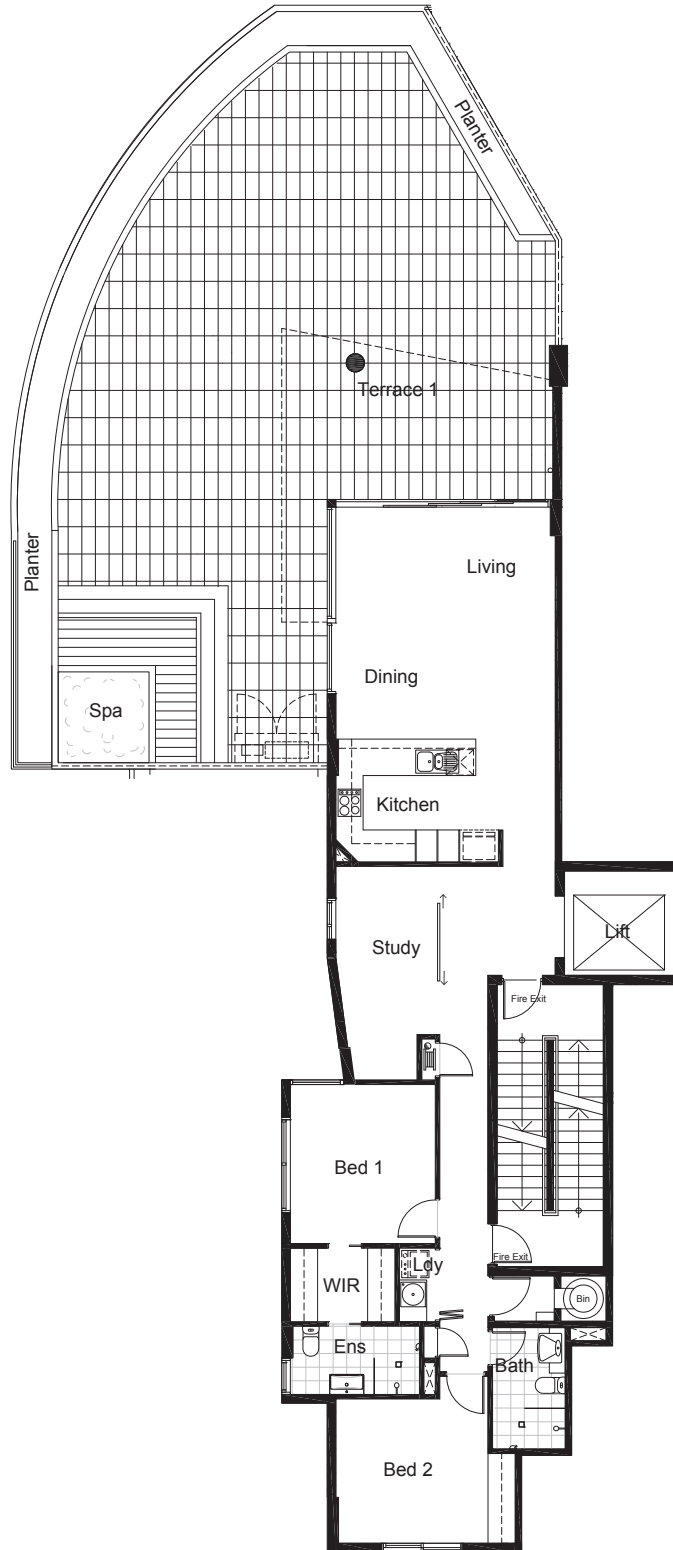 Planter
Terrace 1
Living
Planter
Dining
Spa
Kitchen
Lift
Study
Fire Exit
Bed 1
Fire Exit
Ldy
WIR
Bin
Ens
Bath
Bed 2